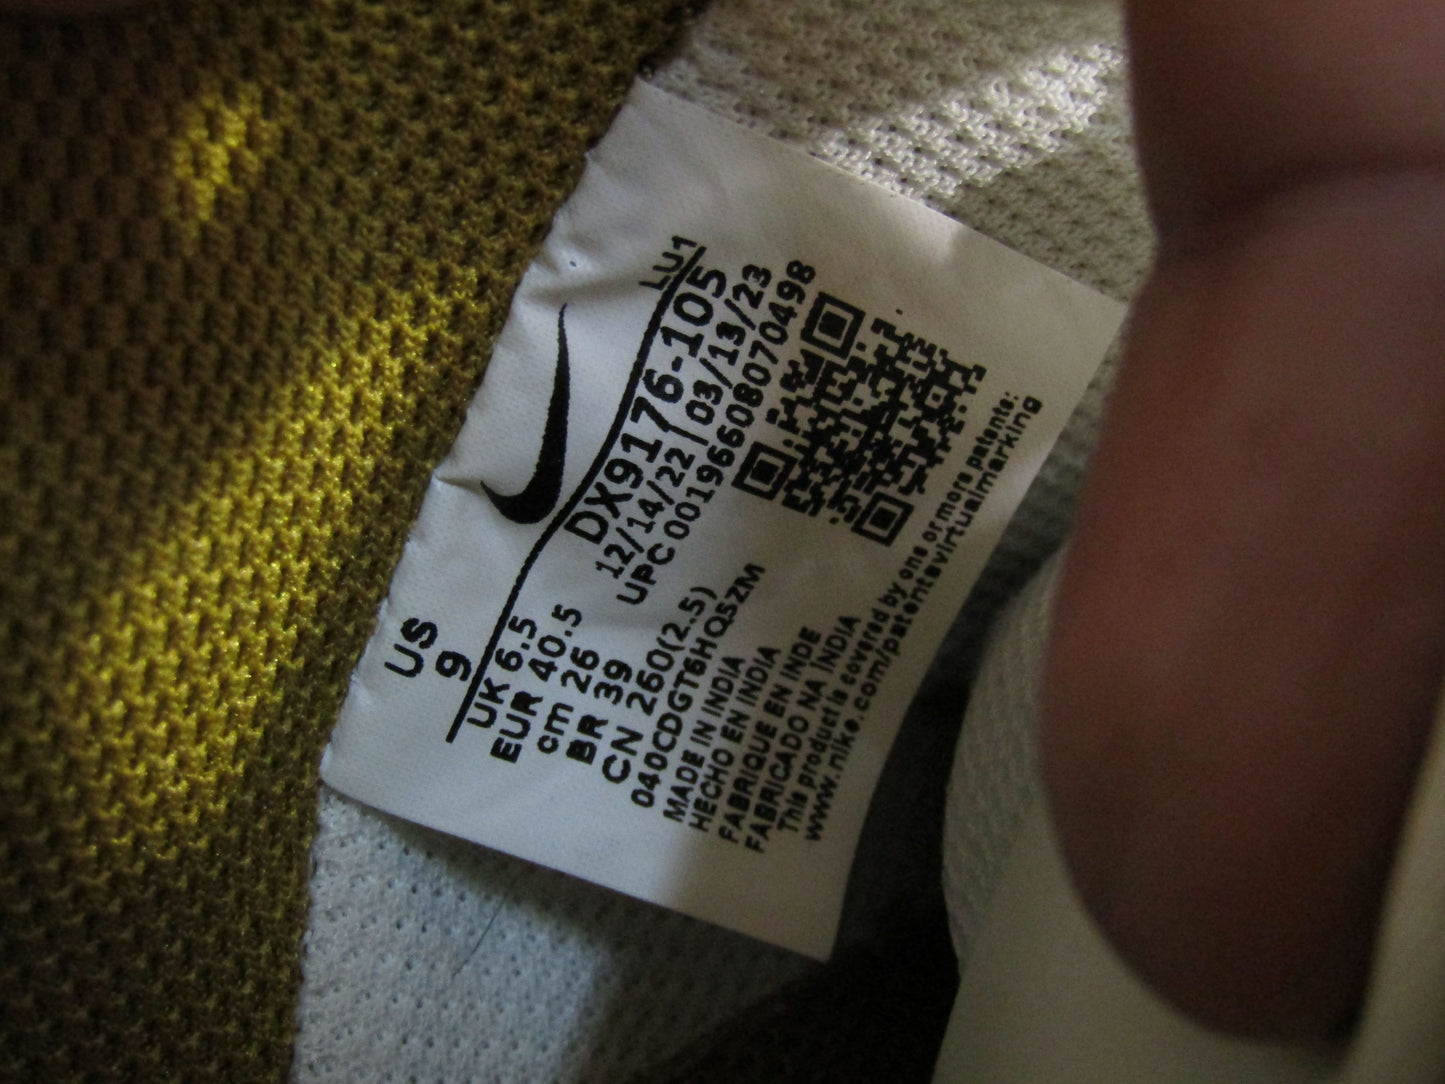 LU1
DX9176-105
12/14/22|03/13/23
UPC 00196608070498
US
9
UK 6.5
EUR 40.5
cm 26
BR 39
CN 260(2.5)
040CDGT6HQ5ZM
MADE IN INDIA
HECHO EN INDIA
FABRIQUE EN INDE
FABRICADO NA ÍNDIA
This product is covered by one or more patents:
www.nike.com/patentsvirtualmarking